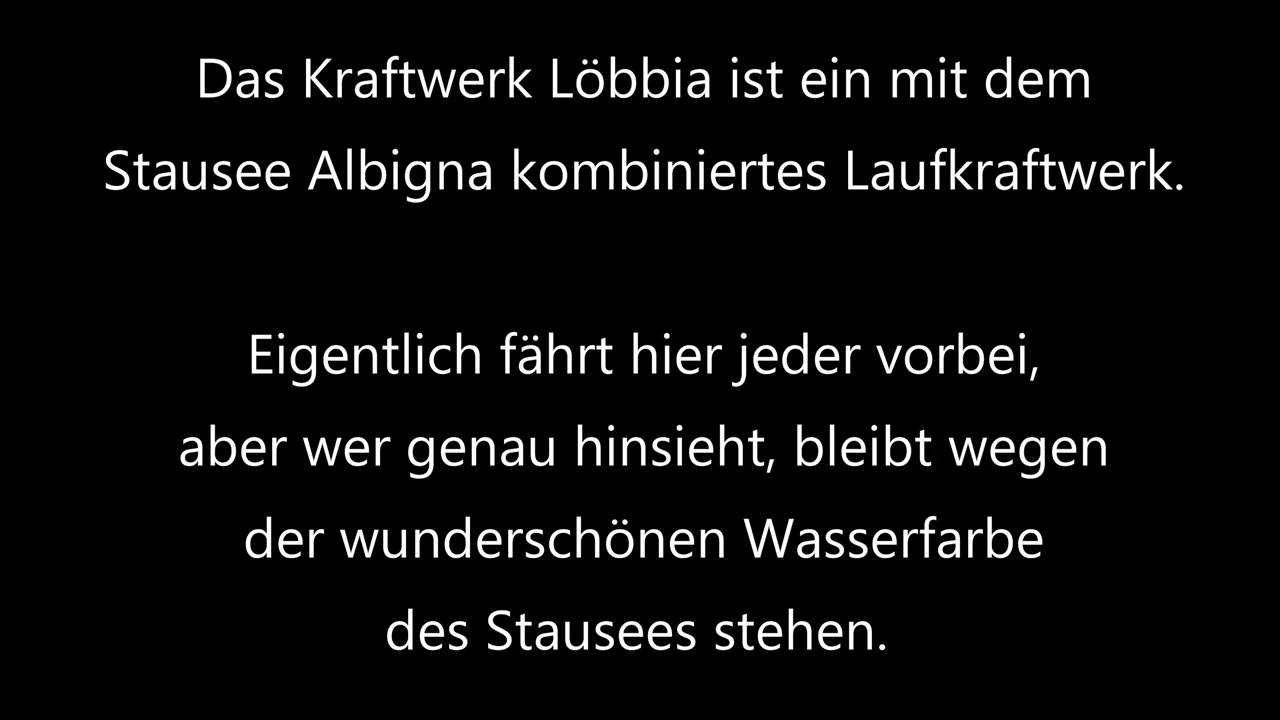 Das Kraftwerk Löbbia ist ein mit dem
Stausee Albigna kombiniertes Laufkraftwerk.
Eigentlich fährt hier jeder vorbei,
aber wer genau hinsieht, bleibt wegen
der wunderschönen Wasserfarbe
des Stausees stehen.